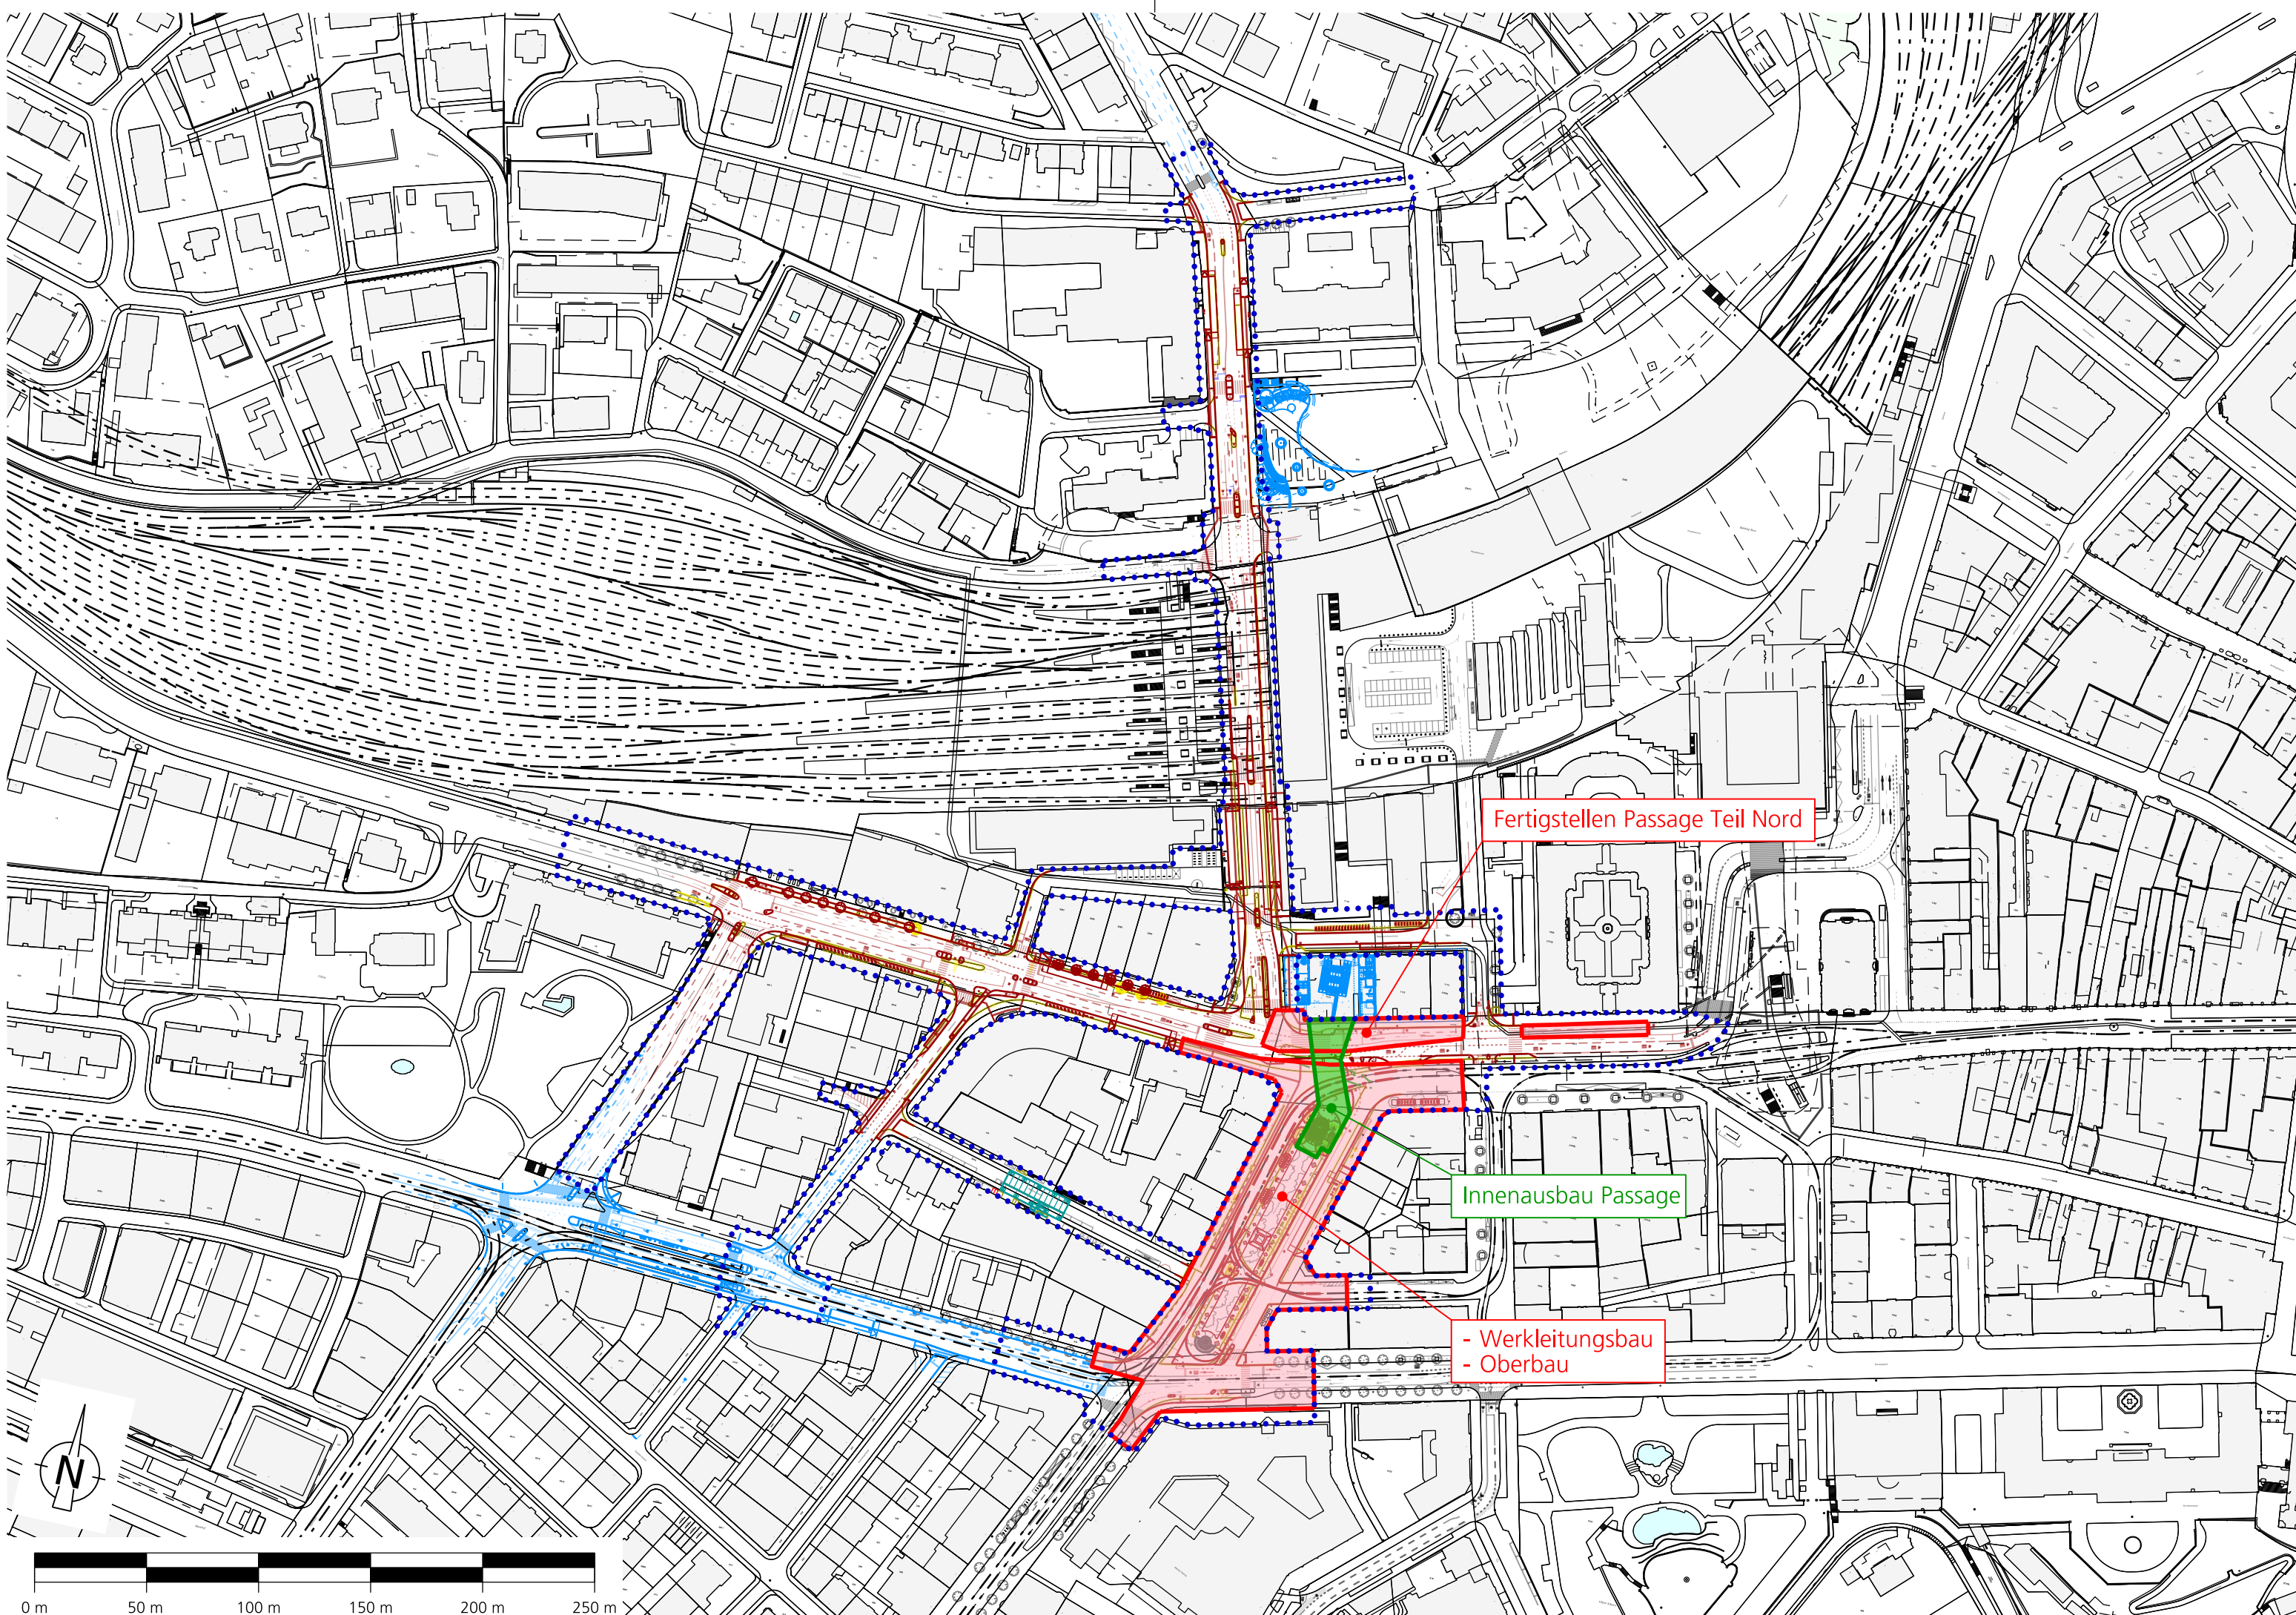 Fertigstellen Passage Teil Nord
Innenausbau Passage
- Werkleitungsbau
- Oberbau
N
0 m 50 m 100 m 150 m 200 m 250 m